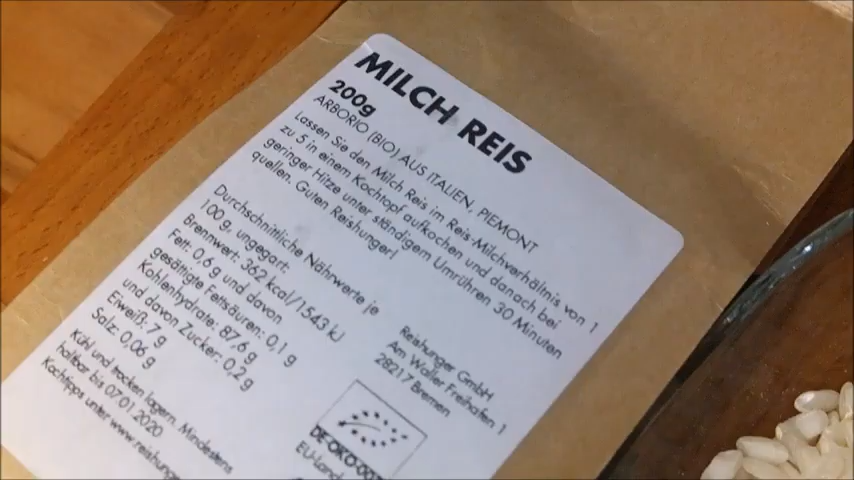 MILCH REIS
200g
ARBORIO (BIO) AUS ITALIEN, PIEMONT
Lassen Sie den Milch Reis im Reis-Milchverhältnis von 1
zu 5 in einem Kochtopf aufkochen und danach bei
geringer Hitze unter ständigem Umrühren 30 Minuten
quellen. Guten Reishunger!
Durchschnittliche Nährwerte je
100 g, ungegart:
Brennwert: 362 kcal/1543 kJ
Fett: 0,6 g und davon
gesättigte Fettsäuren: 0,1 g
Kohlenhydrate: 87,6 g
und davon Zucker: 0,2 g
Eiweiß: 7 g
Salz: 0,06 g
Kühl und trocken lagern. Mindestens
haltbar bis 07.01.2020
Kochtipps unter www.reishunge
Reishunger GmbH
Am Waller Freihafen 1
28217 Bremen
DE-ÖKO-007
EU-Land